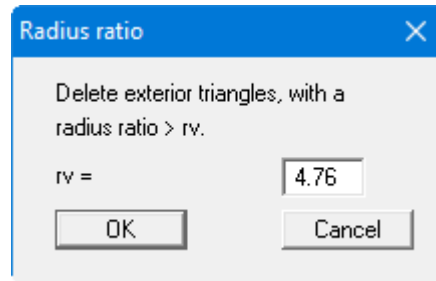 Radius ratio
Delete exterior triangles, with a
radius ratio > rv.
rv = 4.76
OK Cancel